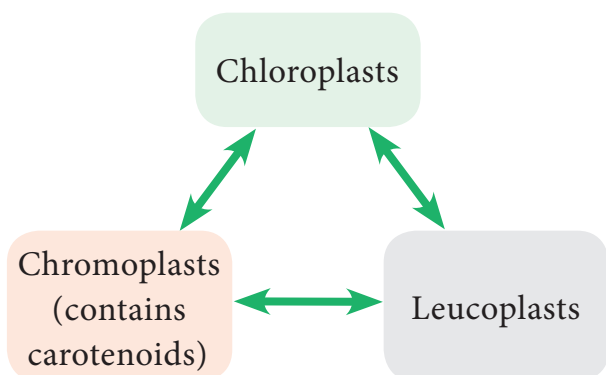 Chloroplasts
Chromoplasts
(contains
carotenoids)
Leucoplasts